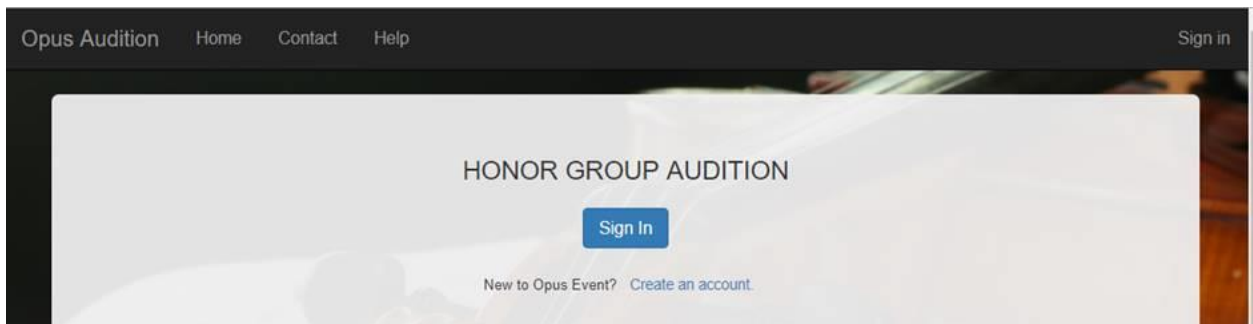 Opus Audition Home Contact Help Sign in
HONOR GROUP AUDITION
Sign In
New to Opus Event? Create an account.